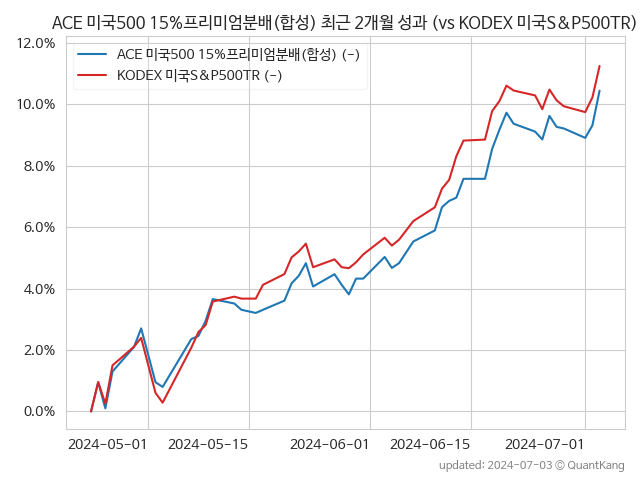 ACE 미국500 15%프리미엄분배(합성) 최근 2개월 성과 (vs KODEX 미국S&P500TR)
12.0%
ACE 미국500 15%프리미엄분배(합성) (-)
KODEX 미국S&P500TR (-)
10.0%
8.0%
6.0%
4.0%
2.0%
0.0%
2024-05-01 2024-05-15 2024-06-01 2024-06-15 2024-07-01
updated: 2024-07-03 © QuantKang